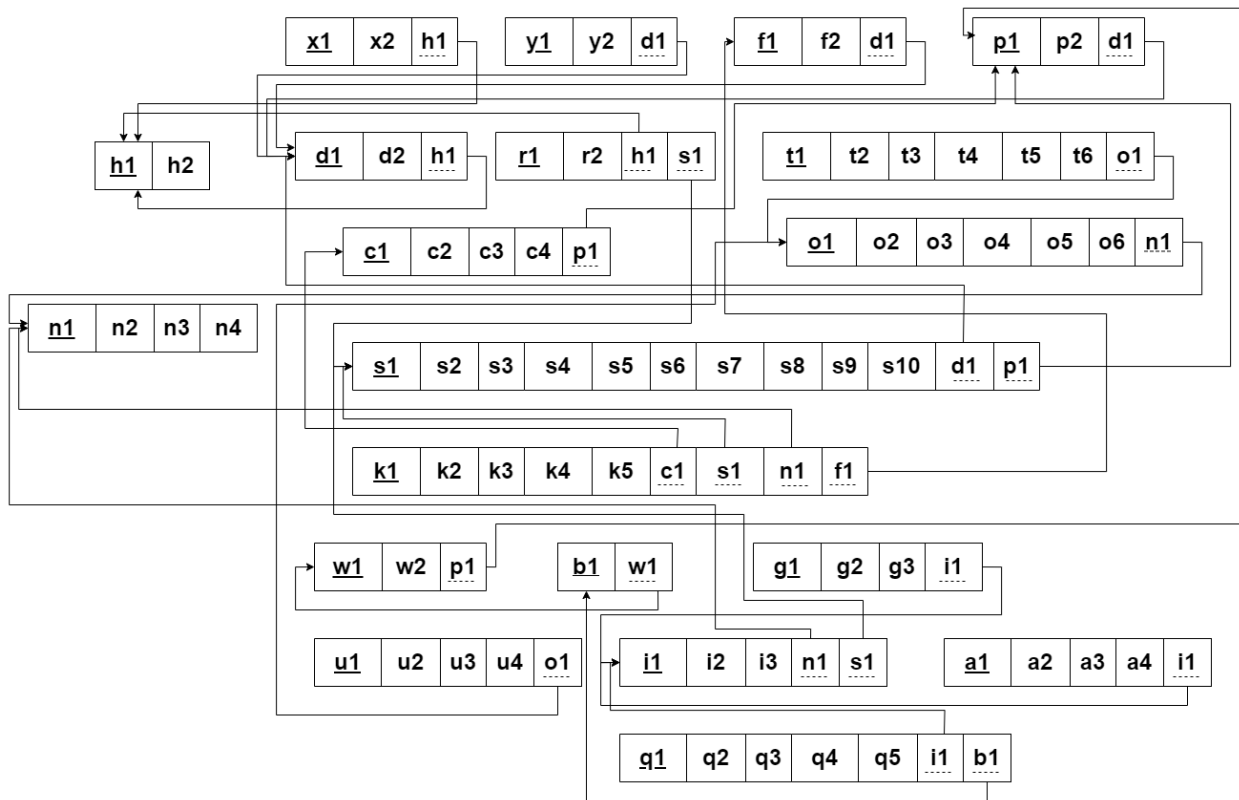 x1 x2 h1
y1 y2 d1
f1 f2 d1
p1 p2 d1
h1 h2
d1 d2 h1
r1 r2 h1 s1
t1 t2 t3 t4 t5 t6 o1
c1 c2 c3 c4 p1
o1 o2 o3 o4 o5 o6 n1
n1 n2 n3 n4
s1 s2 s3 s4 s5 s6 s7 s8 s9 s10 d1 p1
k1 k2 k3 k4 k5 c1 s1 n1 f1
w1 w2 p1
b1 w1
g1 g2 g3 i1
u1 u2 u3 u4 o1
i1 i2 i3 n1 s1
a1 a2 a3 a4 i1
q1 q2 q3 q4 q5 i1 b1